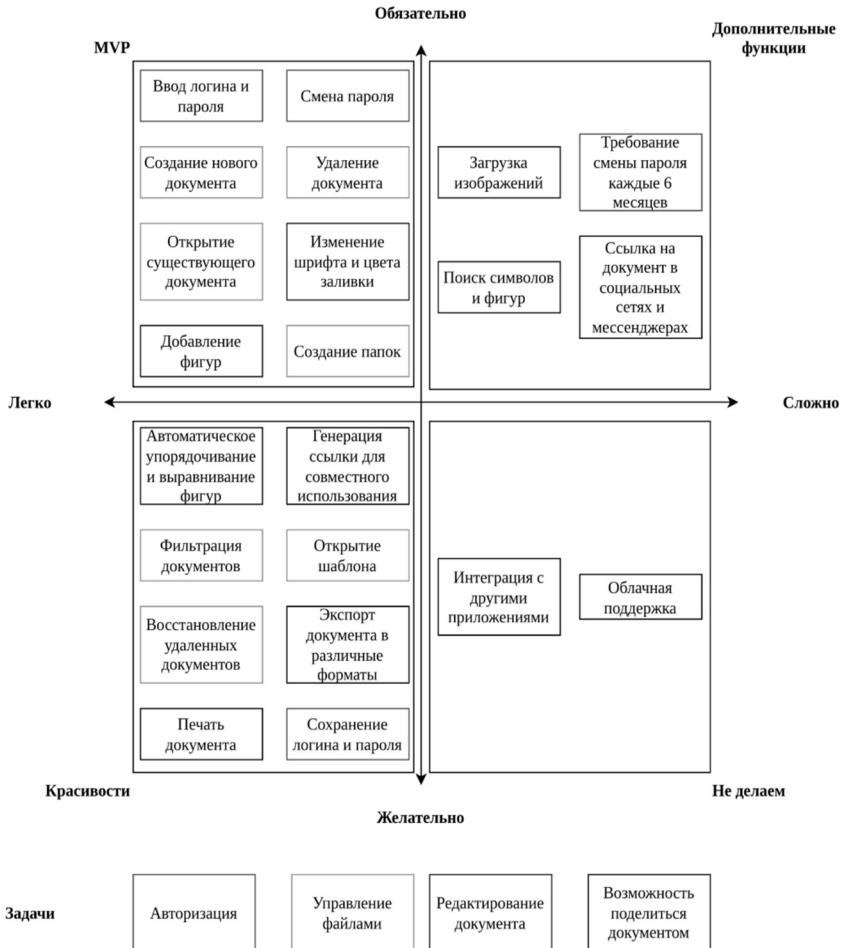 Обязательно
MVP
Дополнительные
функции
Ввод логина и
пароля
Смена пароля
Создание нового
документа
Удаление
документа
Открытие
существующего
документа
Изменение
шрифта и цвета
заливки
Добавление
фигур
Создание папок
Загрузка
изображений
Требование
смены пароля
каждые 6
месяцев
Поиск символов
и фигур
Ссылка на
документ в
социальных
сетях и
мессенджерах
Легко
Сложно
Автоматическое
упорядочивание
и выравнивание
фигур
Генерация
ссылки для
совместного
использования
Фильтрация
документов
Открытие
шаблона
Восстановление
удаленных
документов
Экспорт
документа в
различные
форматы
Печать
документа
Сохранение
логина и пароля
Интеграция с
другими
приложениями
Облачная
поддержка
Красивости
Не делаем
Желательно
Задачи
Авторизация
Управление
файлами
Редактирование
документа
Возможность
поделиться
документом